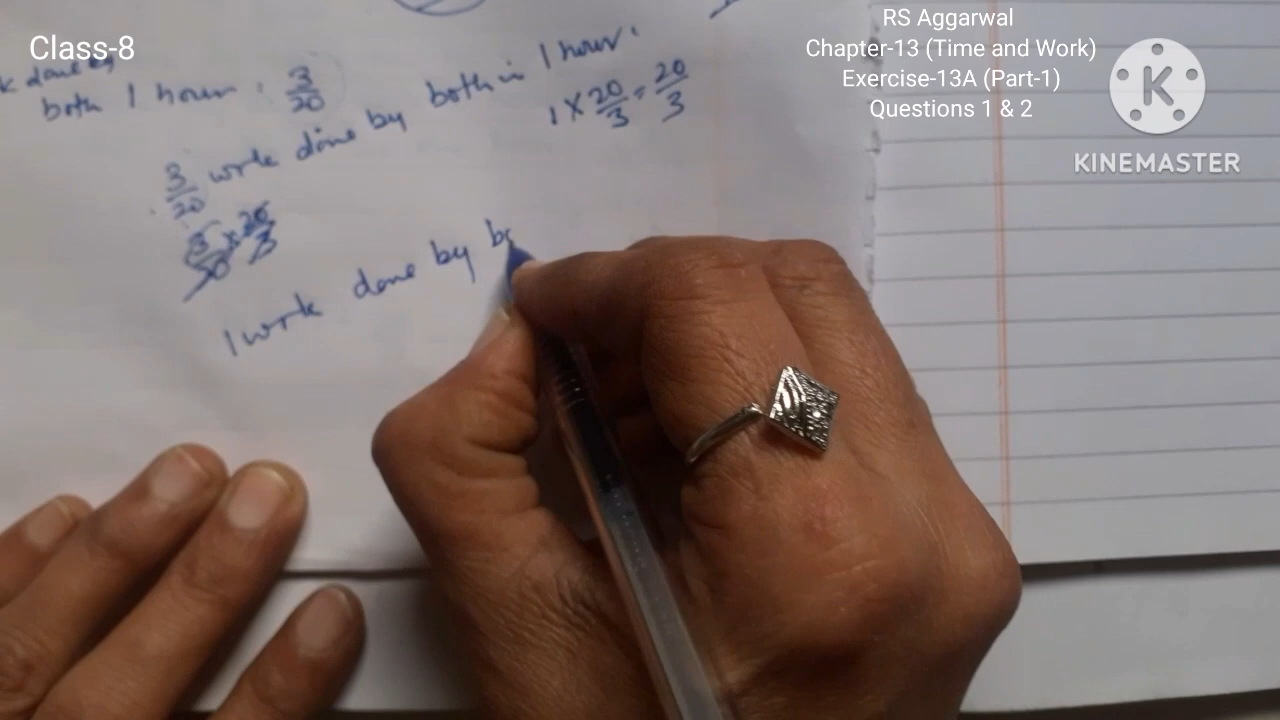 Class-8
RS Aggarwal
Chapter-13 (Time and Work)
Exercise-13A (Part-1)
Questions 1 & 2
K
KINEMASTER
done by
both 1 hour : 3/20
3/20 work done by both in 1 hour
1 × 20/3 = 20/3
1 work done by